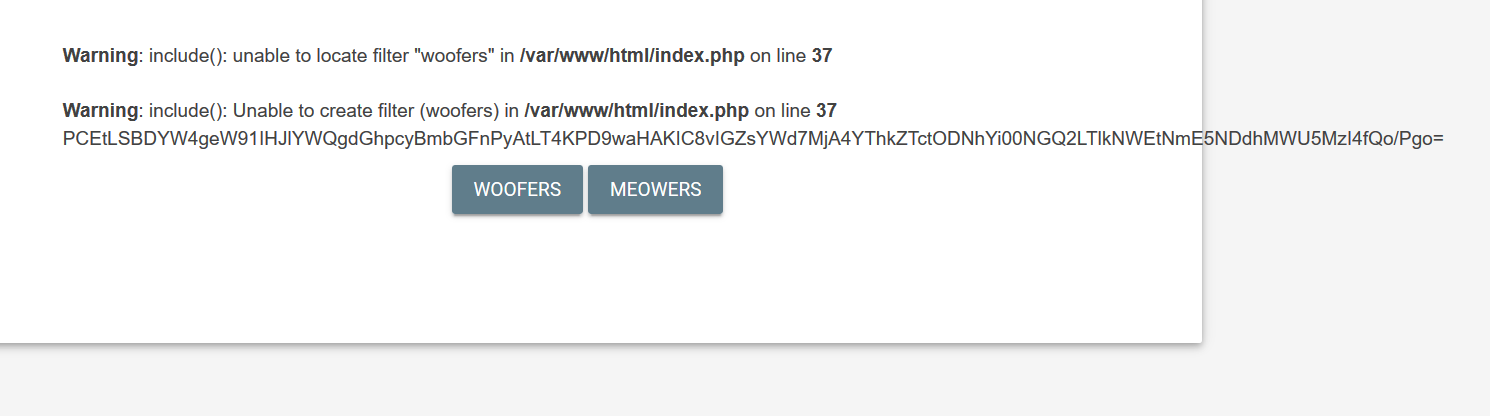 Warning: include(): unable to locate filter "woofers" in /var/www/html/index.php on line 37
Warning: include(): Unable to create filter (woofers) in /var/www/html/index.php on line 37
PCEtLSBDYW4geW91IHJlYWQgdGhpcyBmbGFnPyAtLT4KPD9waHAKIC8vIGZsYWd7MjA4YThkZTctODNhYi00NGQ2LTlkNWEtNmE5NDdhMWU5MzI4fQo/Pgo=
WOOFERS MEOWERS